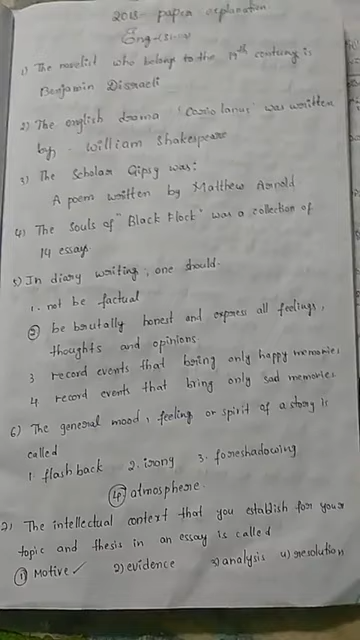 2018- paper explanation
Eng-(31-
1) The novelist who belongs to the 19th century is
Benjamin Disraeli
2) The english drama 'Corio lanus' was written
by - William Shakespeare
3) The Scholar Gipsy was:
A poem written by Matthew Arnold
4) The Souls of "Black Flock" was a collection of
14 essays.
5) In diary writing, one should.
1. not be factual
2 be brutally honest and express all feelings,
thoughts and opinions
3 record events that bring only happy memories
4. record events that bring only sad memories
6) The general mood, feeling or spirit of a story is
called
1. flash back 2. irony 3. foreshadowing
4. atmosphere.
7) The intellectual context that you establish for your
topic and thesis in an essay is called
1 Motive ✓ 2) evidence 3) analysis 4) resolution